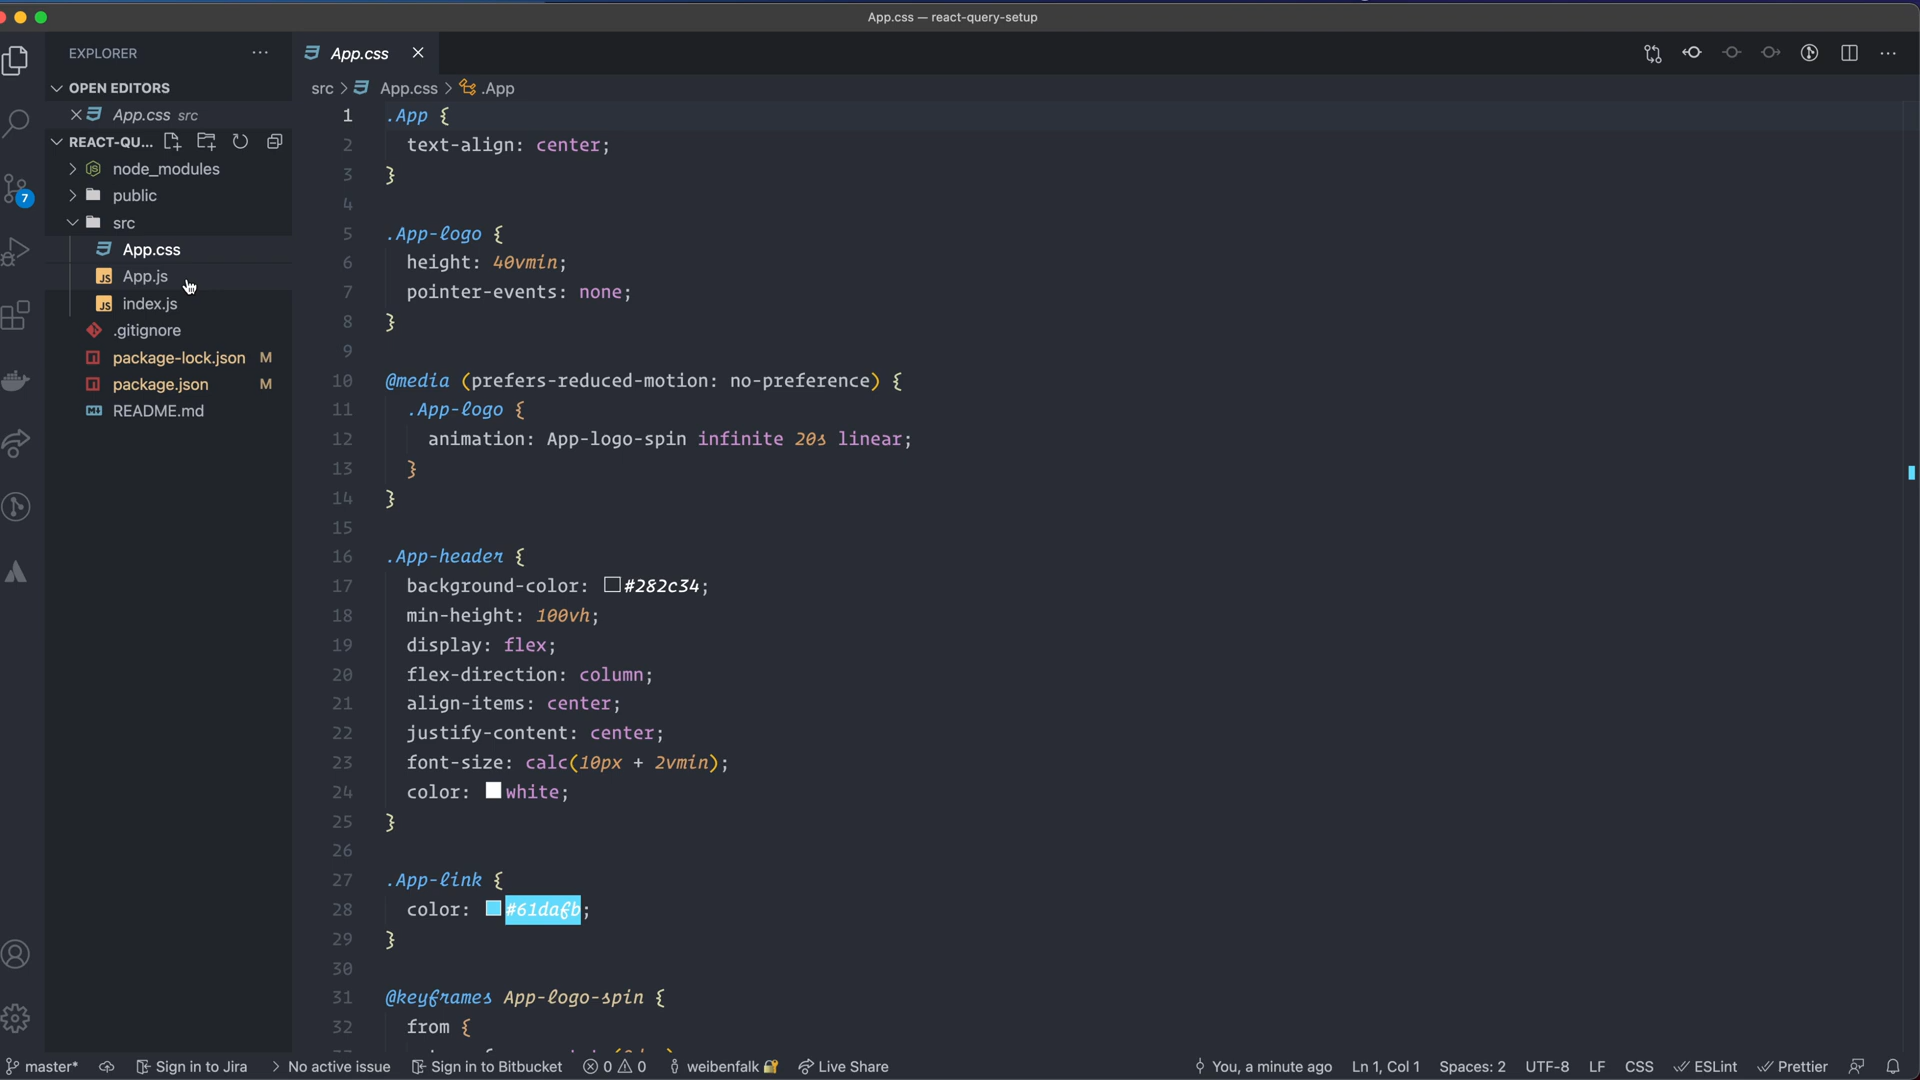 App.css — react-query-setup
EXPLORER
App.css
OPEN EDITORS
src > App.css > .App
App.css src
REACT-QU...
node_modules
public
src
App.css
App.js
index.js
.gitignore
package-lock.json M
package.json M
README.md
7
1 .App {
2 text-align: center;
3 }
4
5 .App-logo {
6 height: 40vmin;
7 pointer-events: none;
8 }
9
10 @media (prefers-reduced-motion: no-preference) {
11 .App-logo {
12 animation: App-logo-spin infinite 20s linear;
13 }
14 }
15
16 .App-header {
17 background-color: #282c34;
18 min-height: 100vh;
19 display: flex;
20 flex-direction: column;
21 align-items: center;
22 justify-content: center;
23 font-size: calc(10px + 2vmin);
24 color: white;
25 }
26
27 .App-link {
28 color: #61dafb;
29 }
30
31 @keyframes App-logo-spin {
32 from {
master* Sign in to Jira > No active issue Sign in to Bitbucket 0 0 weibenfalk Live Share You, a minute ago Ln 1, Col 1 Spaces: 2 UTF-8 LF CSS ESLint Prettier